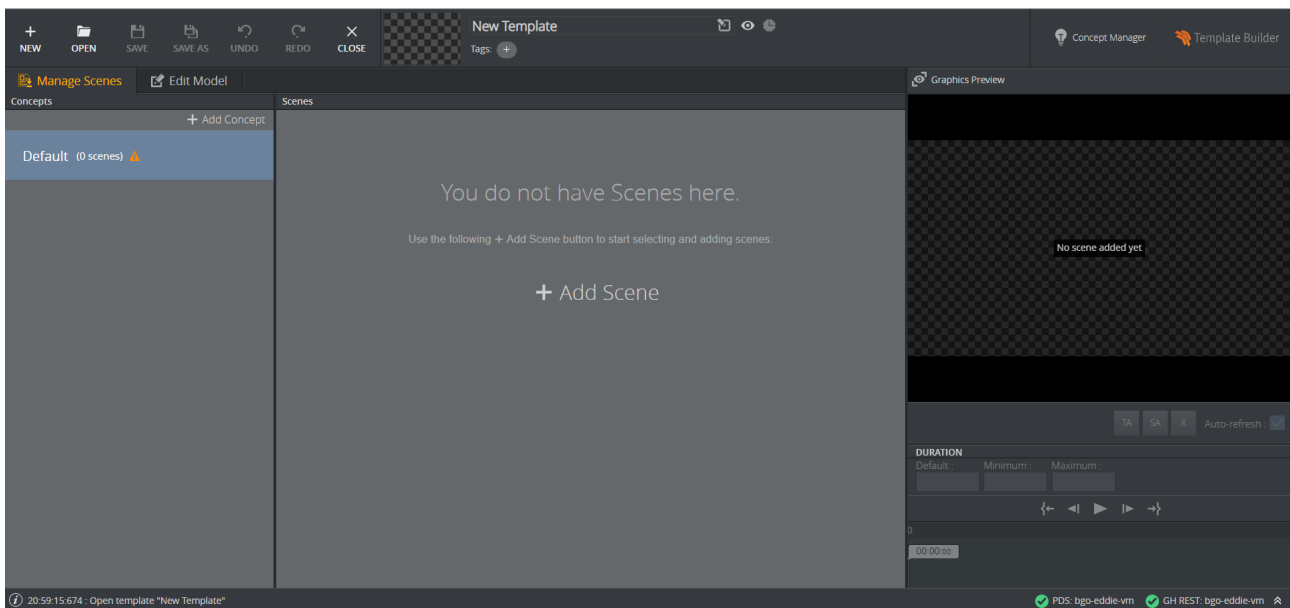 NEW OPEN SAVE SAVE AS UNDO REDO CLOSE
New Template
Tags: +
Concept Manager
Template Builder
Manage Scenes
Edit Model
Graphics Preview
Concepts
Scenes
+ Add Concept
Default (0 scenes)
You do not have Scenes here.
Use the following + Add Scene button to start selecting and adding scenes:
+ Add Scene
No scene added yet
TA SA K Auto-refresh :
DURATION
Default : Minimum : Maximum :
0
00:00:00
20:59:15:674 : Open template "New Template"
PDS: bgo-eddie-vm
GH REST: bgo-eddie-vm